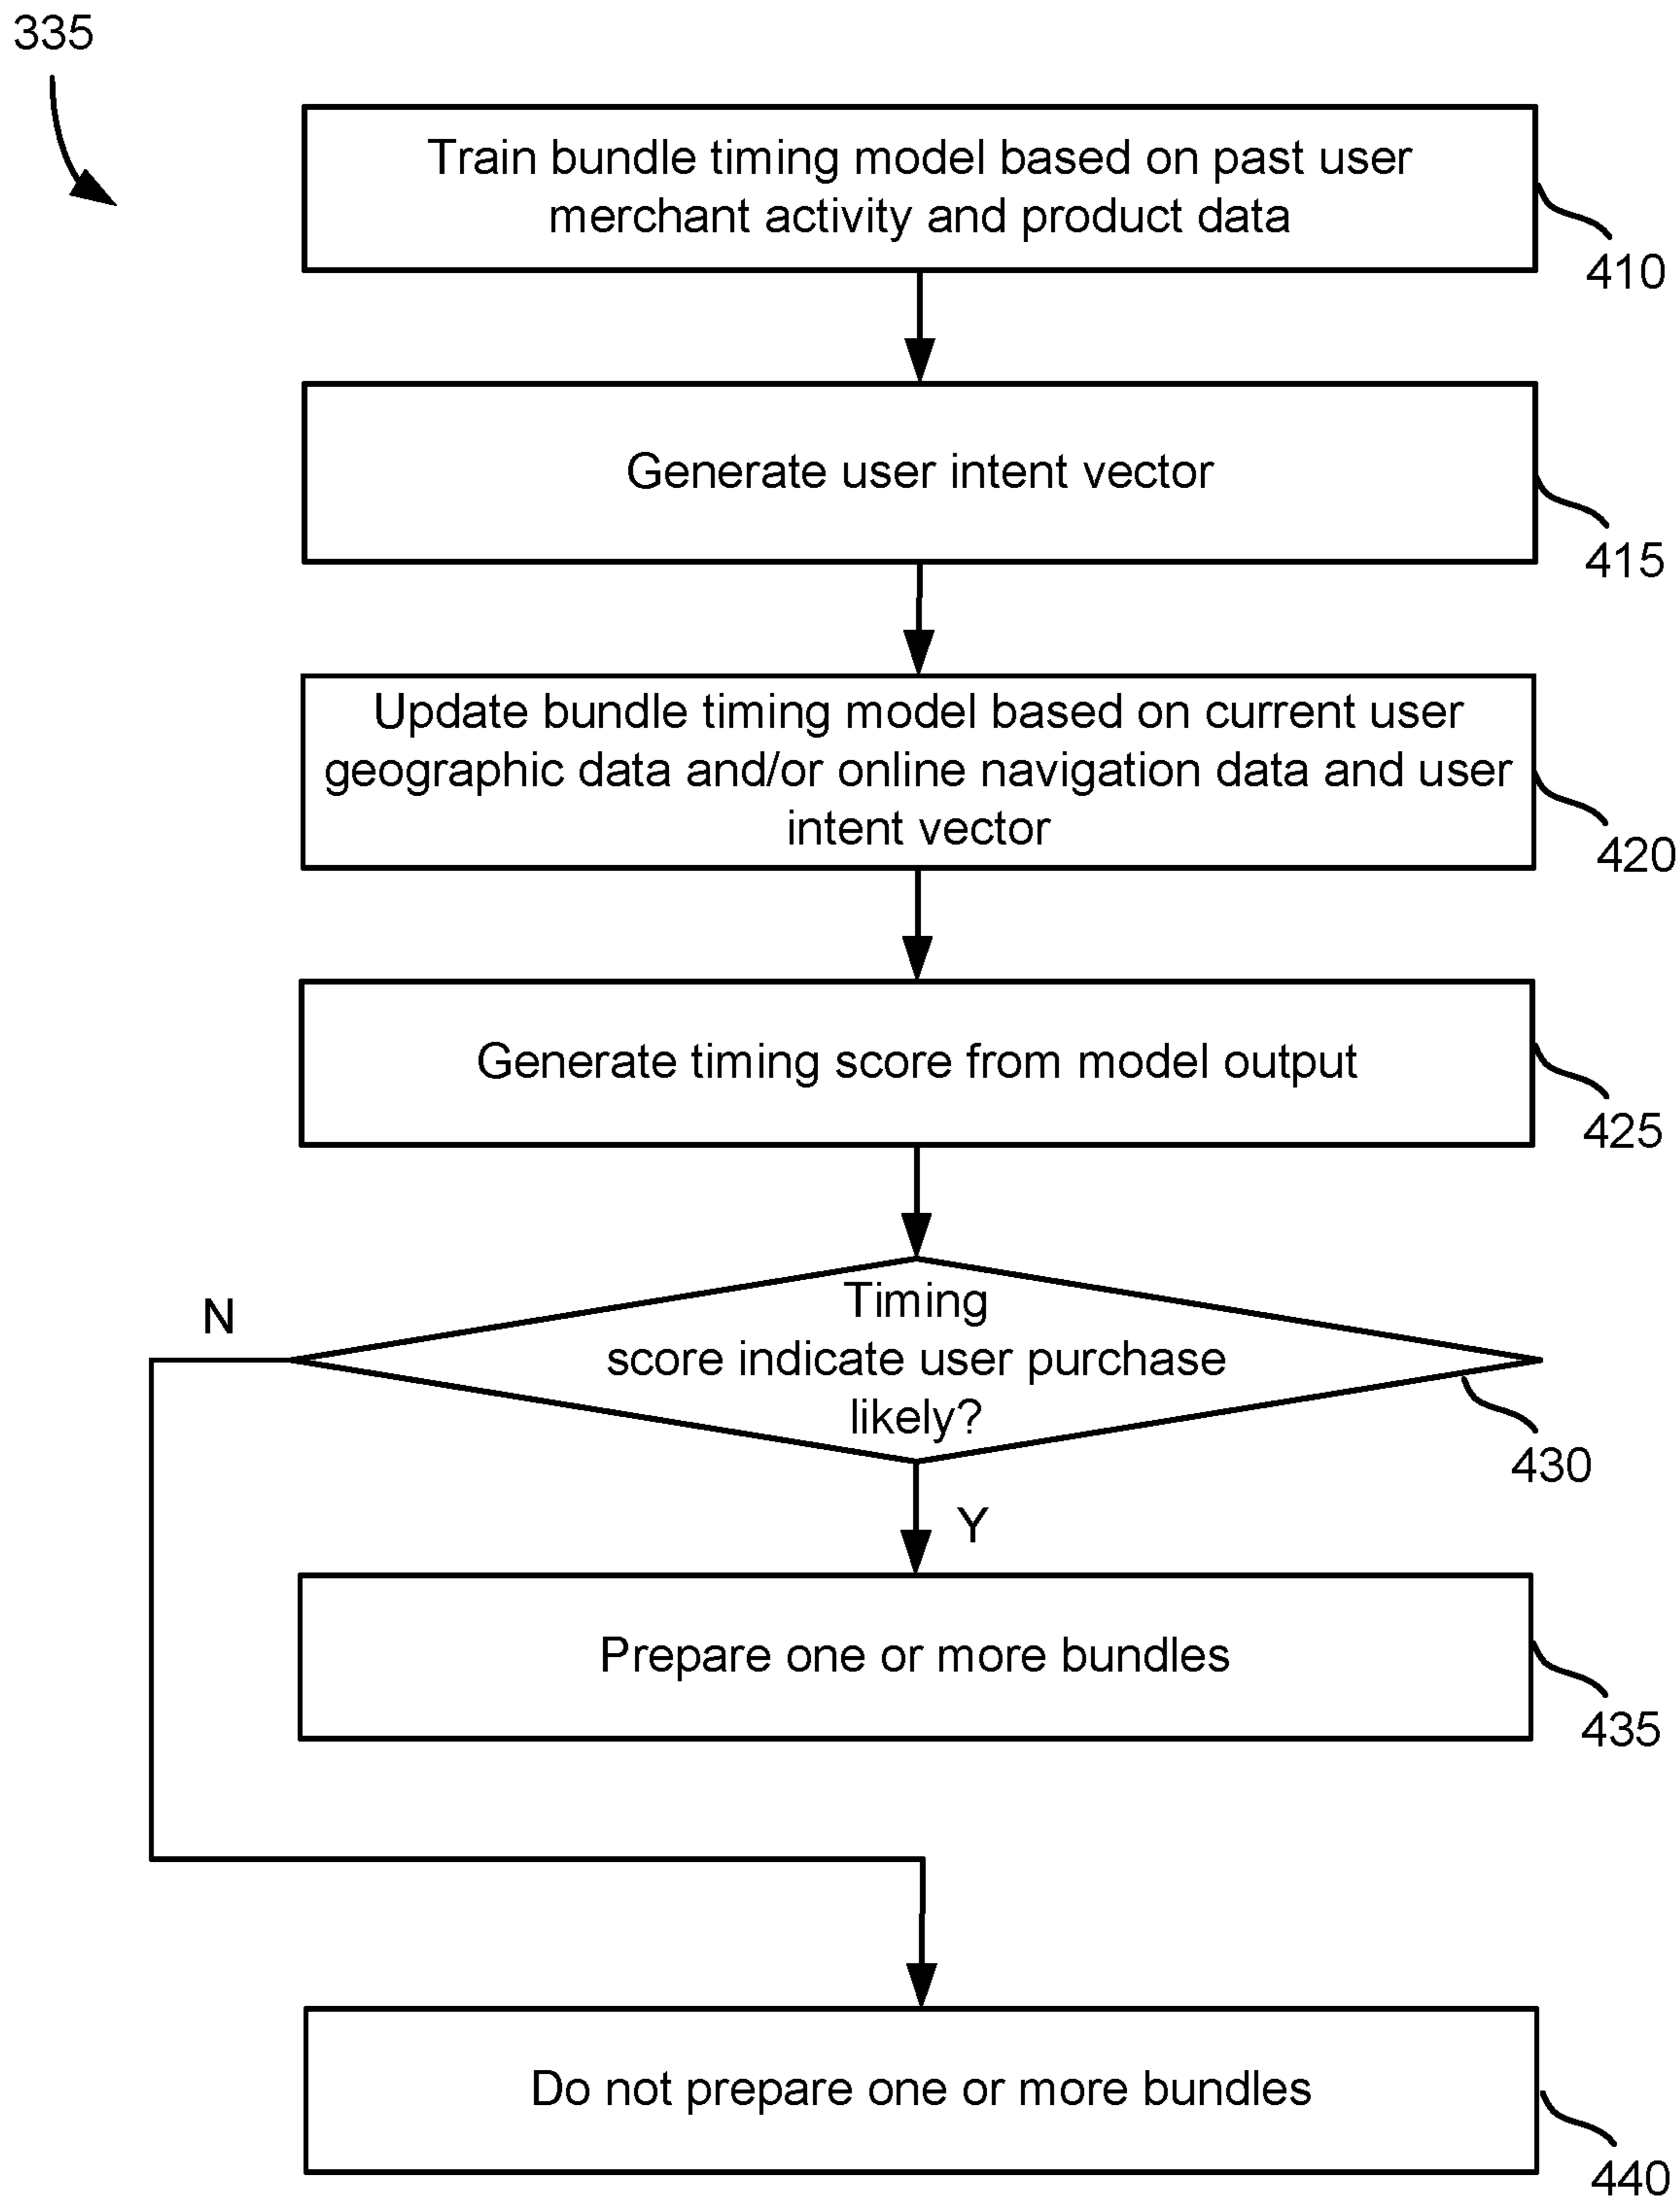 335
Train bundle timing model based on past user
merchant activity and product data
410
Generate user intent vector
415
Update bundle timing model based on current user
geographic data and/or online navigation data and user
intent vector
420
Generate timing score from model output
425
N
Timing
score indicate user purchase
likely?
430
Y
Prepare one or more bundles
435
Do not prepare one or more bundles
440